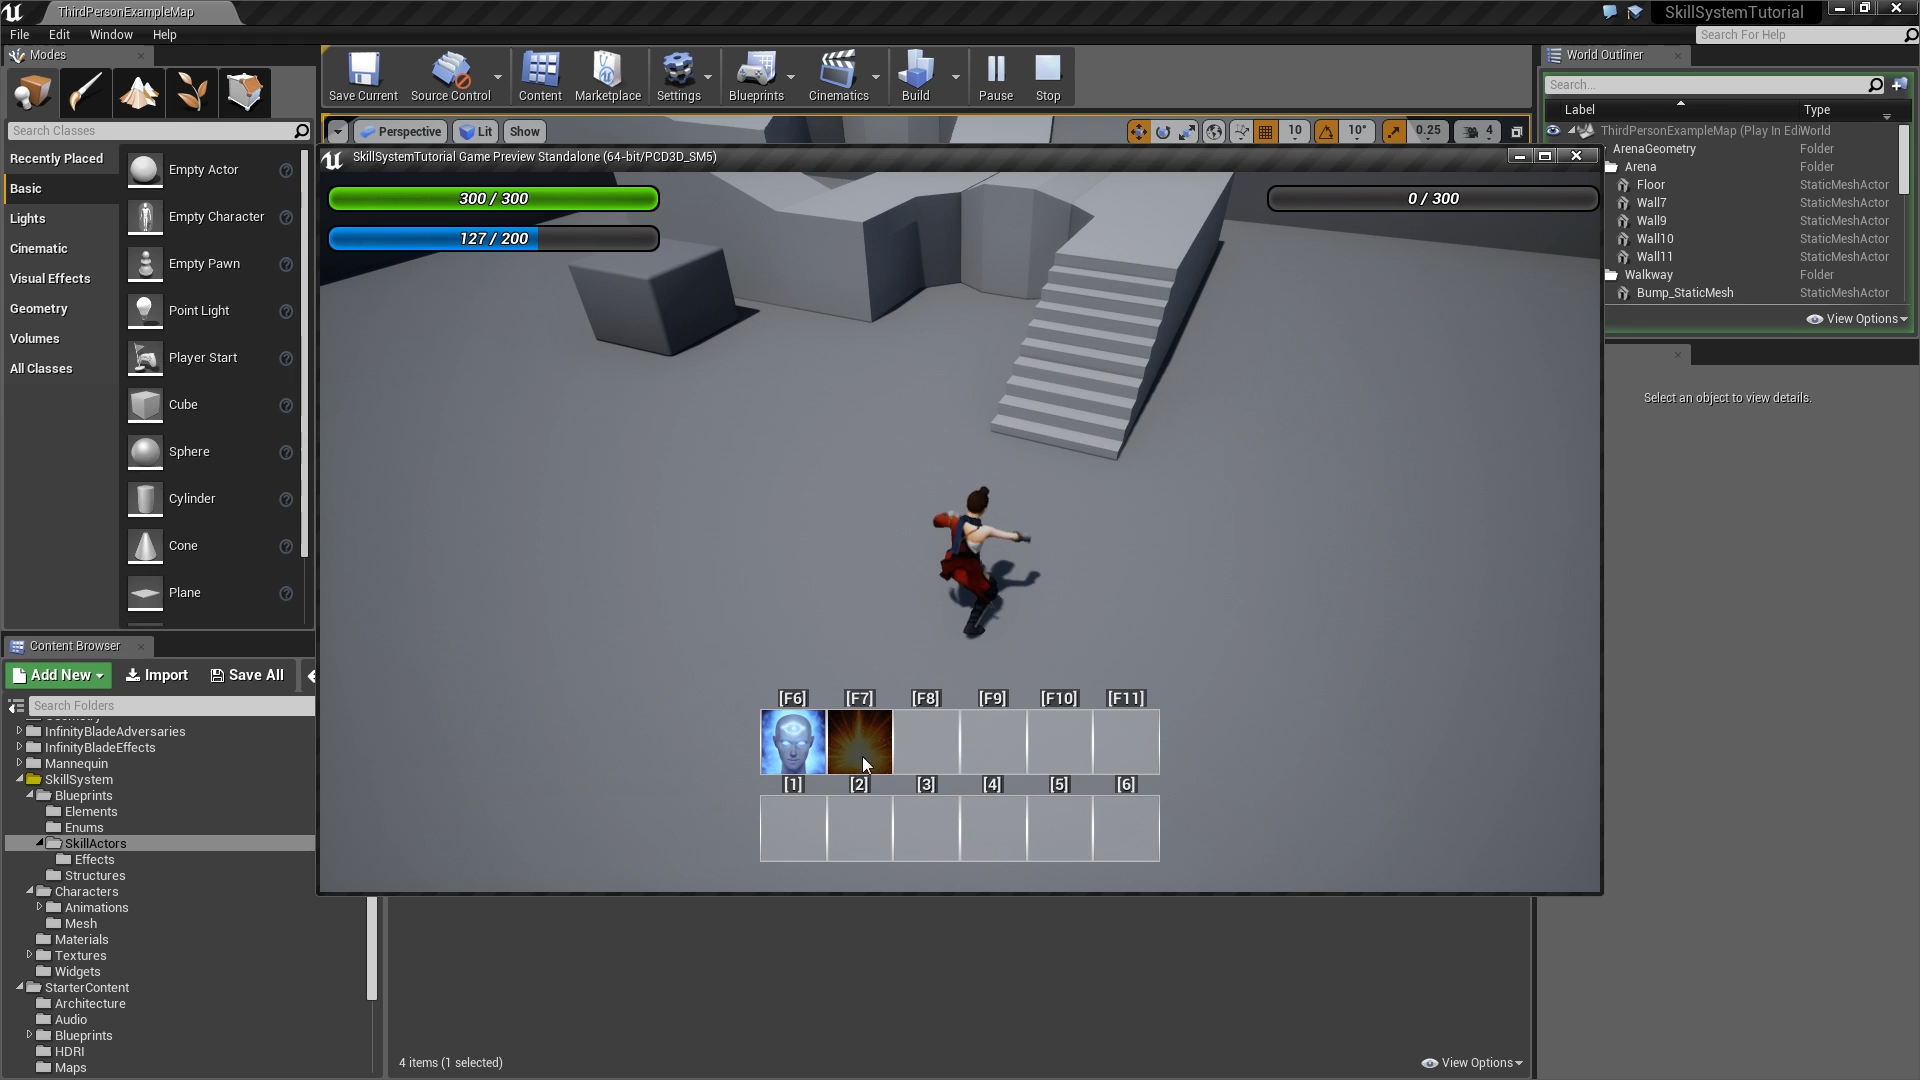 ThirdPersonExampleMap
SkillSystemTutorial
File Edit Window Help
Search For Help
Modes
Save Current Source Control Content Marketplace Settings Blueprints Cinematics Build Pause Stop
World Outliner
Search...
Label Type
Search Classes
Perspective Lit Show
10 10° 0.25 4
ThirdPersonExampleMap (Play In Edi World
ArenaGeometry Folder
Arena Folder
Floor StaticMeshActor
Wall7 StaticMeshActor
Wall9 StaticMeshActor
Wall10 StaticMeshActor
Wall11 StaticMeshActor
Walkway Folder
Bump_StaticMesh StaticMeshActor
View Options
Select an object to view details.
Recently Placed
Basic
Lights
Cinematic
Visual Effects
Geometry
Volumes
All Classes
Empty Actor
Empty Character
Empty Pawn
Point Light
Player Start
Cube
Sphere
Cylinder
Cone
Plane
SkillSystemTutorial Game Preview Standalone (64-bit/PCD3D_SM5)
300 / 300
127 / 200
0 / 300
[F6] [F7] [F8] [F9] [F10] [F11]
[1] [2] [3] [4] [5] [6]
Content Browser
Add New Import Save All
Search Folders
InfinityBladeAdversaries
InfinityBladeEffects
Mannequin
SkillSystem
Blueprints
Elements
Enums
SkillActors
Effects
Structures
Characters
Animations
Mesh
Materials
Textures
Widgets
StarterContent
Architecture
Audio
Blueprints
HDRI
Maps
4 items (1 selected)
View Options